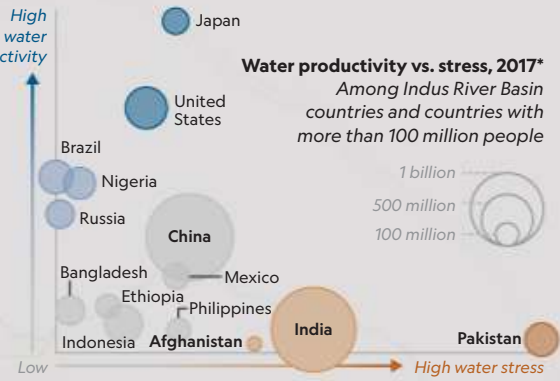 High
water
ctivity
Japan
Water productivity vs. stress, 2017*
Among Indus River Basin
countries and countries with
more than 100 million people
United
States
Brazil
Nigeria
Russia
1 billion
500 million
100 million
China
Mexico
Bangladesh
Ethiopia
Philippines
Indonesia
Afghanistan
India
Pakistan
Low
High water stress